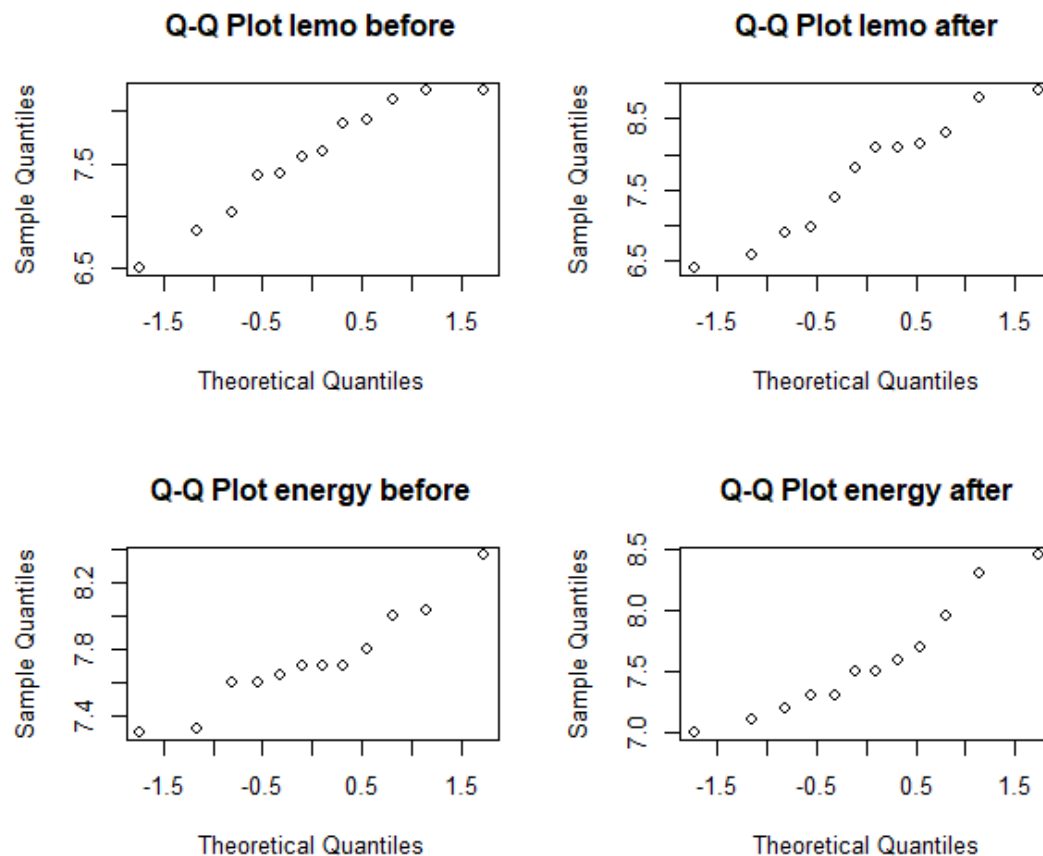 Q-Q Plot lemo before
Sample Quantiles
7.5
6.5
-1.5 -0.5 0.5 1.5
Theoretical Quantiles
Q-Q Plot lemo after
Sample Quantiles
8.5
7.5
6.5
-1.5 -0.5 0.5 1.5
Theoretical Quantiles
Q-Q Plot energy before
Sample Quantiles
8.2
7.8
7.4
-1.5 -0.5 0.5 1.5
Theoretical Quantiles
Q-Q Plot energy after
Sample Quantiles
8.5
8.0
7.5
7.0
-1.5 -0.5 0.5 1.5
Theoretical Quantiles